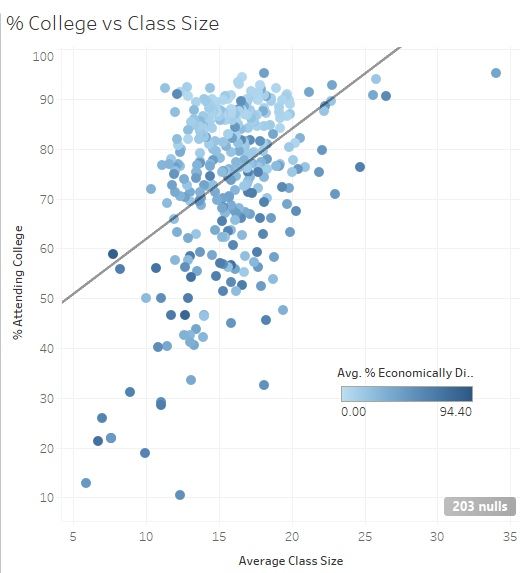 % College vs Class Size
100
90
80
70
60
50
40
30
20
10
% Attending College
Avg. % Economically Di..
0.00 94.40
203 nulls
5 10 15 20 25 30 35
Average Class Size